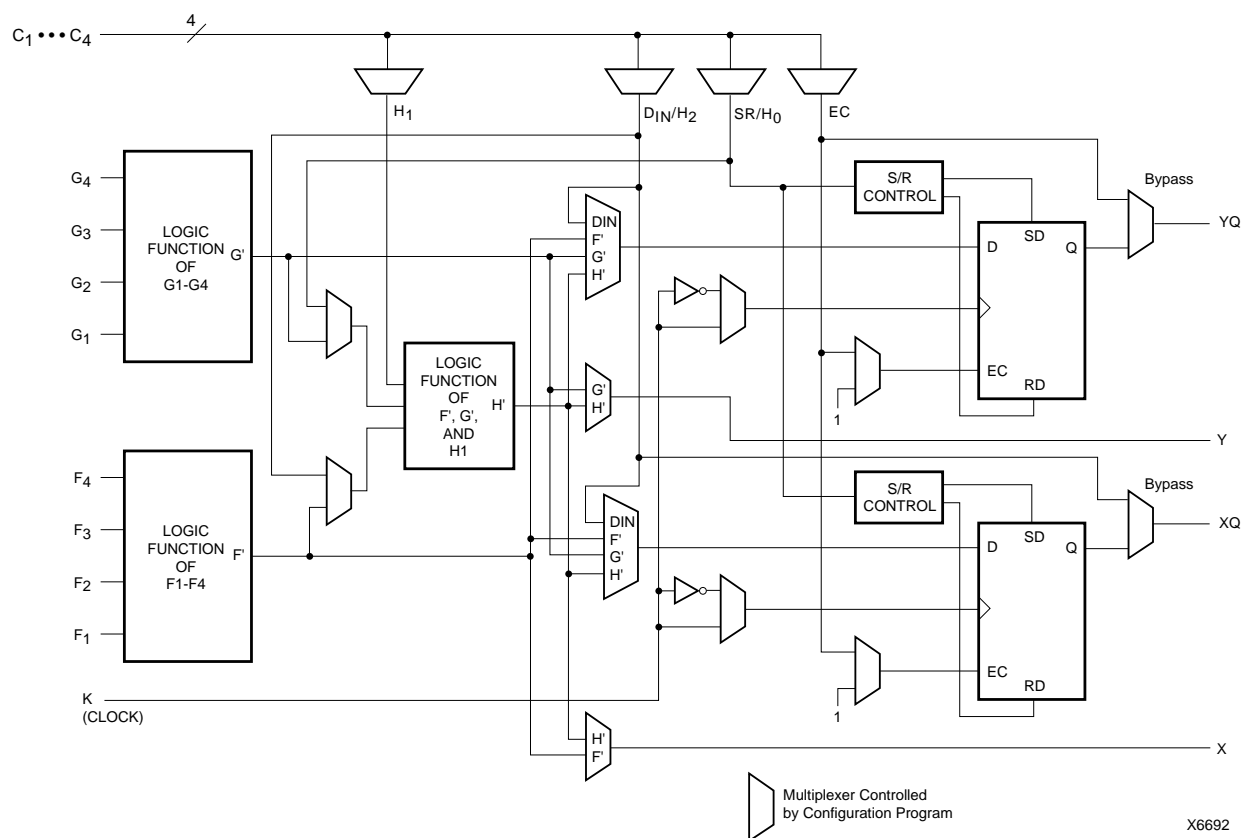 C1 ••• C4
4
H1
DIN/H2
SR/H0
EC
G4
G3
G2
G1
LOGIC
FUNCTION
OF
G1-G4
G'
DIN
F'
G'
H'
S/R
CONTROL
D
SD
Q
EC
RD
1
Bypass
YQ
LOGIC
FUNCTION
OF
F', G',
AND
H1
H'
G'
H'
Y
F4
F3
F2
F1
LOGIC
FUNCTION
OF
F1-F4
F'
DIN
F'
G'
H'
S/R
CONTROL
D
SD
Q
EC
RD
1
Bypass
XQ
K
(CLOCK)
H'
F'
X
Multiplexer Controlled
by Configuration Program
X6692